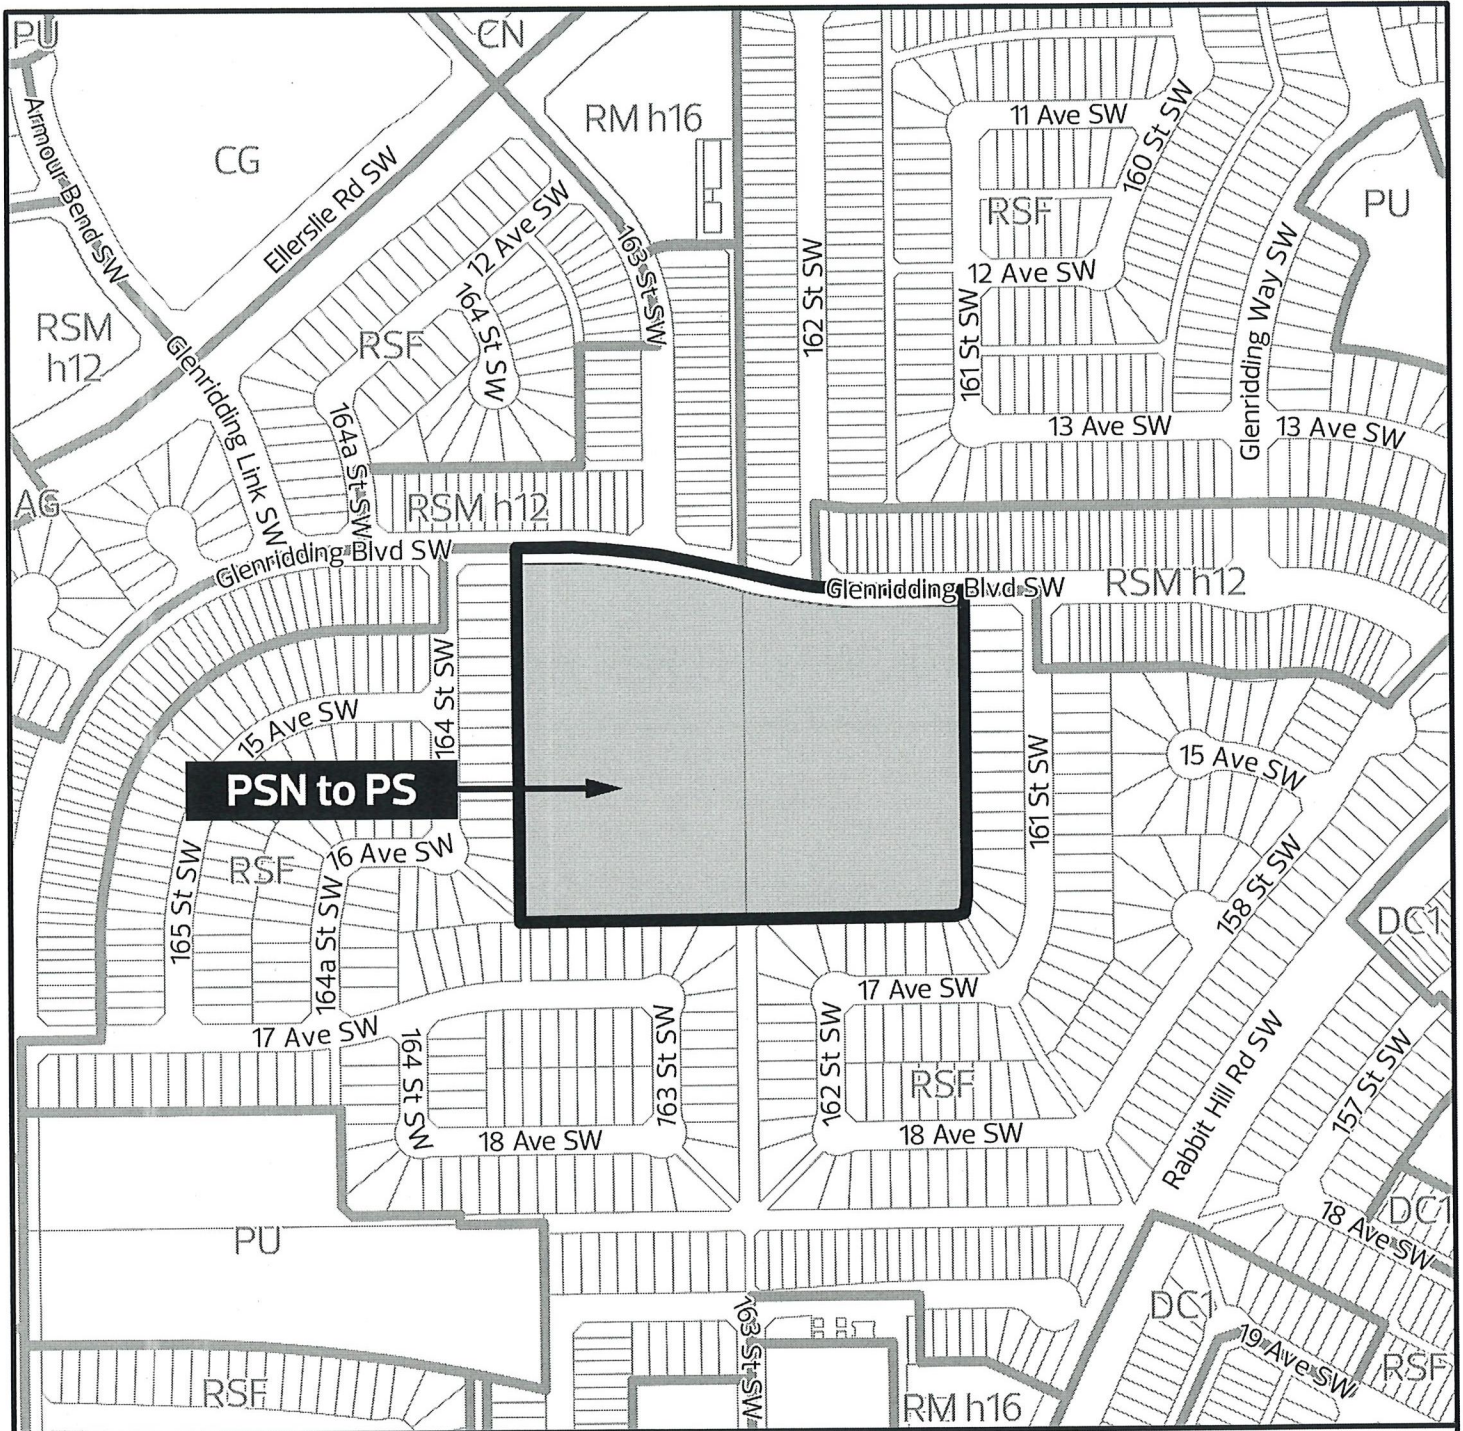 PU
CN
RM h16
11 Ave SW
160 St SW
Armour Bend SW
CG
Ellerslie Rd SW
12 Ave SW
RSF
PU
163 St SW
162 St SW
12 Ave SW
Glenridding Way SW
164 St SW
RSM
h12
RSF
161 St SW
Glenridding Link SW
164a St SW
13 Ave SW
13 Ave SW
AG
RSM h12
Glenridding Blvd SW
Glenridding Blvd SW
RSM h12
164 St SW
15 Ave SW
15 Ave SW
161 St SW
PSN to PS
16 Ave SW
RSF
158 St SW
165 St SW
164a St SW
DC1
17 Ave SW
17 Ave SW
164 St SW
163 St SW
162 St SW
RSF
Rabbit Hill Rd SW
157 St SW
18 Ave SW
18 Ave SW
DC1
18 Ave SW
PU
DC1
163 St SW
19 Ave SW
RSF
RSF
RM h16